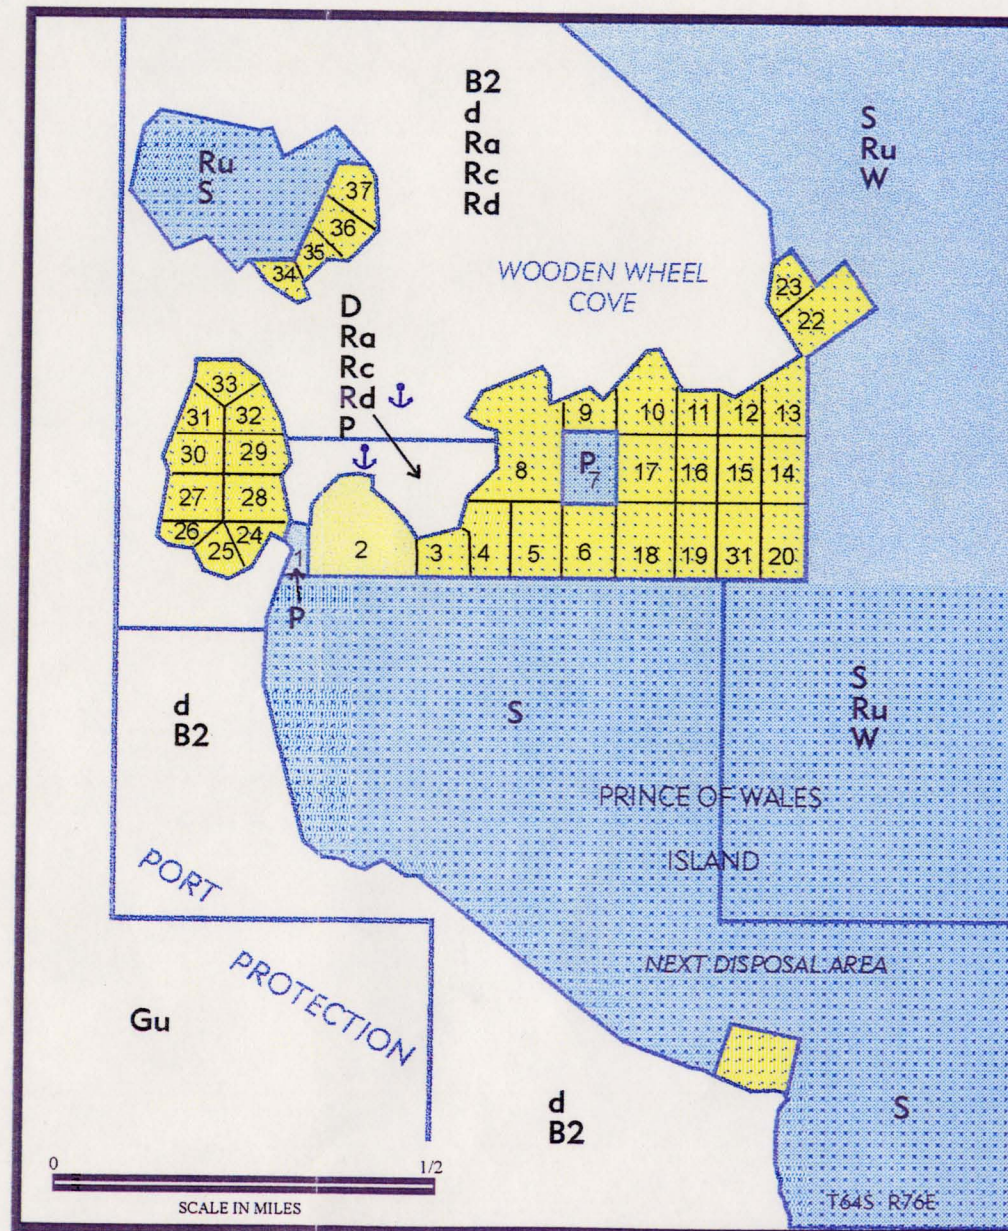 B2
d
Ra
Rc
Rd
S
Ru
W
Ru
S
37
36
35
34
WOODEN WHEEL
COVE
23
22
D
Ra
Rc
Rd
P
33
31
32
30
29
27
28
26
25
24
9
10
11
12
13
8
P
7
17
16
15
14
1
2
3
4
5
6
18
19
31
20
P
d
B2
S
S
Ru
W
PRINCE OF WALES
ISLAND
PORT
PROTECTION
NEXT DISPOSAL AREA
Gu
d
B2
S
0
1/2
SCALE IN MILES
T64S R76E